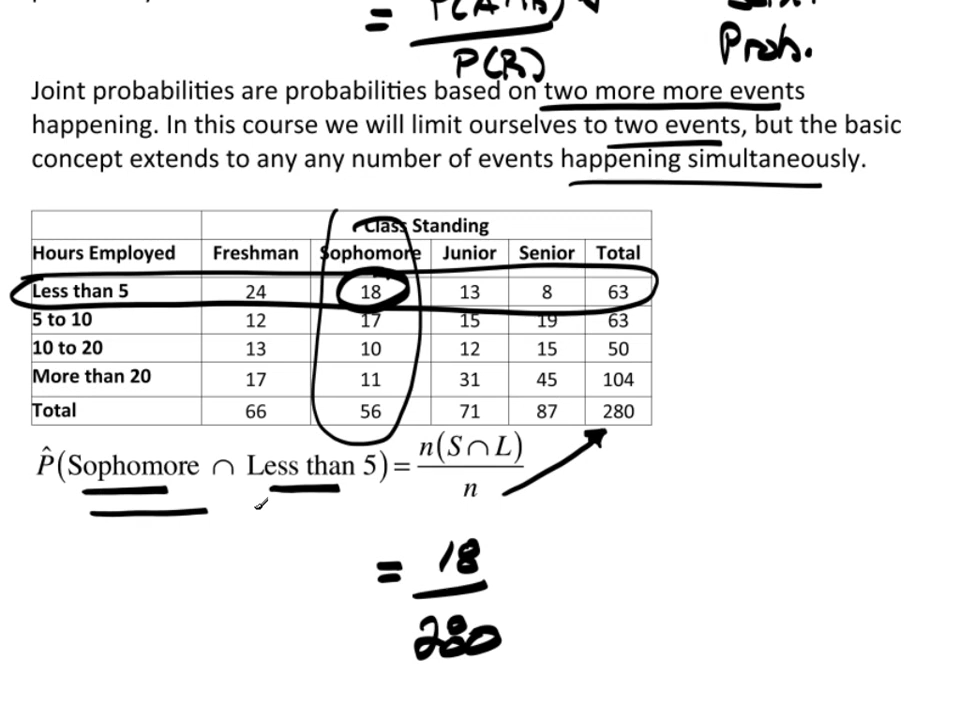 = P(A∩B)
P(B)
Prob.
Joint probabilities are probabilities based on two more more events
happening. In this course we will limit ourselves to two events, but the basic
concept extends to any any number of events happening simultaneously.
Class Standing
Hours Employed Freshman Sophomore Junior Senior Total
Less than 5 24 18 13 8 63
5 to 10 12 17 15 19 63
10 to 20 13 10 12 15 50
More than 20 17 11 31 45 104
Total 66 56 71 87 280
P̂(Sophomore ∩ Less than 5) = n(S∩L)
n
= 18
280